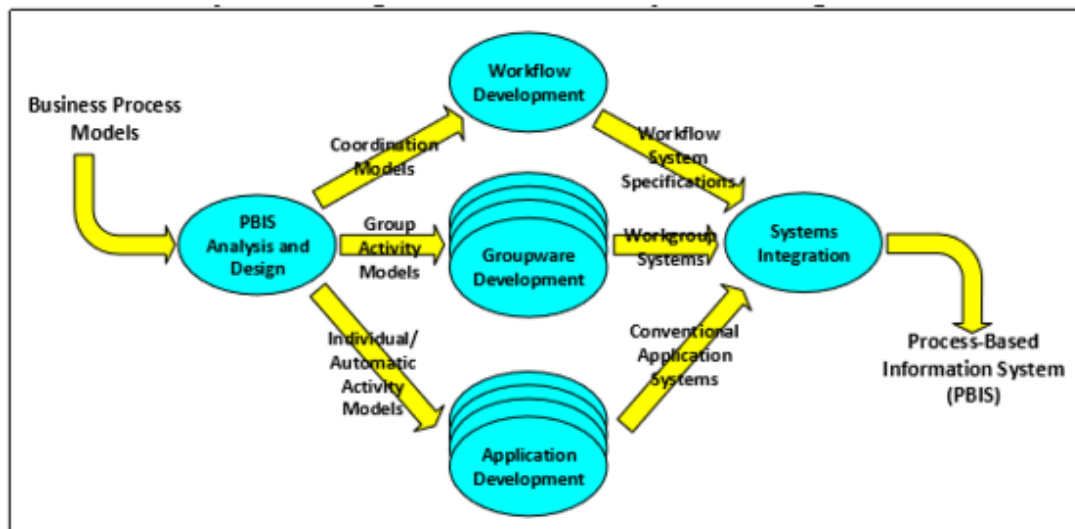 Business Process
Models
PBIS
Analysis and
Design
Coordination
Models
Group
Activity
Models
Individual/
Automatic
Activity
Models
Workflow
Development
Groupware
Development
Application
Development
Workflow
System
Specifications
Workgroup
Systems
Conventional
Application
Systems
Systems
Integration
Process-Based
Information System
(PBIS)